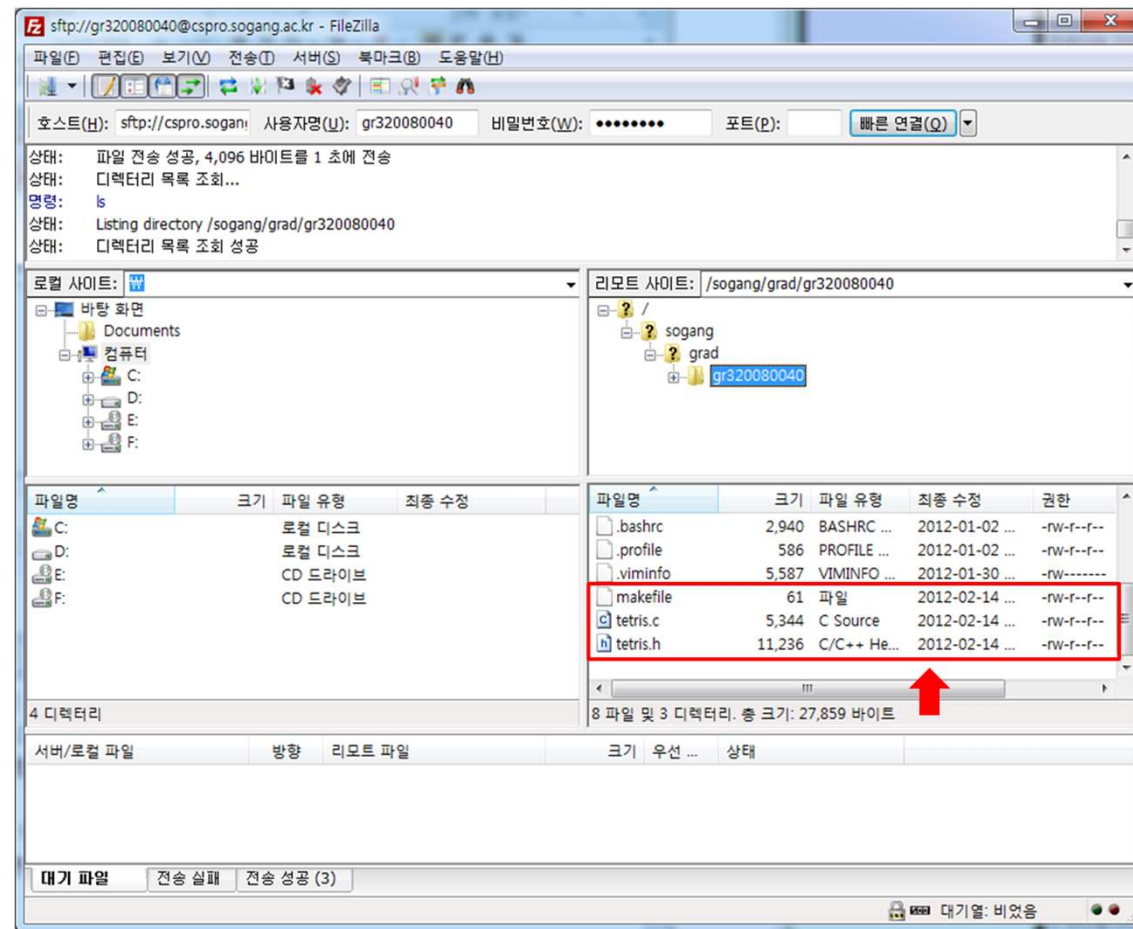 sftp://gr320080040@cspro.sogang.ac.kr - FileZilla
파일(F) 편집(E) 보기(V) 전송(T) 서버(S) 북마크(B) 도움말(H)
호스트(H): sftp://cspro.sogang 사용자명(U): gr320080040 비밀번호(W): ●●●●●●●● 포트(P): 빠른 연결(Q)
상태: 파일 전송 성공, 4,096 바이트를 1 초에 전송
상태: 디렉터리 목록 조회...
명령: ls
상태: Listing directory /sogang/grad/gr320080040
상태: 디렉터리 목록 조회 성공
로컬 사이트: ₩
바탕 화면
Documents
컴퓨터
C:
D:
E:
F:
리모트 사이트: /sogang/grad/gr320080040
/
sogang
grad
gr320080040
파일명 크기 파일 유형 최종 수정
C: 로컬 디스크
D: 로컬 디스크
E: CD 드라이브
F: CD 드라이브
4 디렉터리
파일명 크기 파일 유형 최종 수정 권한
.bashrc 2,940 BASHRC ... 2012-01-02 ... -rw-r--r--
.profile 586 PROFILE ... 2012-01-02 ... -rw-r--r--
.viminfo 5,587 VIMINFO ... 2012-01-30 ... -rw-------
makefile 61 파일 2012-02-14 ... -rw-r--r--
tetris.c 5,344 C Source 2012-02-14 ... -rw-r--r--
tetris.h 11,236 C/C++ He... 2012-02-14 ... -rw-r--r--
8 파일 및 3 디렉터리. 총 크기: 27,859 바이트
서버/로컬 파일 방향 리모트 파일 크기 우선 ... 상태
대기 파일 전송 실패 전송 성공 (3)
대기열: 비었음